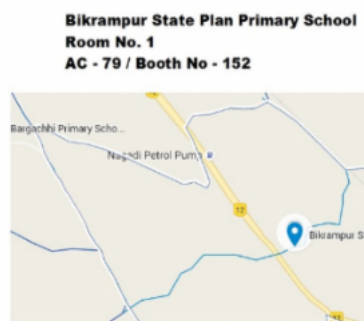 Bikrampur State Plan Primary School
Room No. 1
AC - 79 / Booth No - 152
Bargachhi Primary Scho...
Nagadi Petrol Pump
12
Bikrampur S